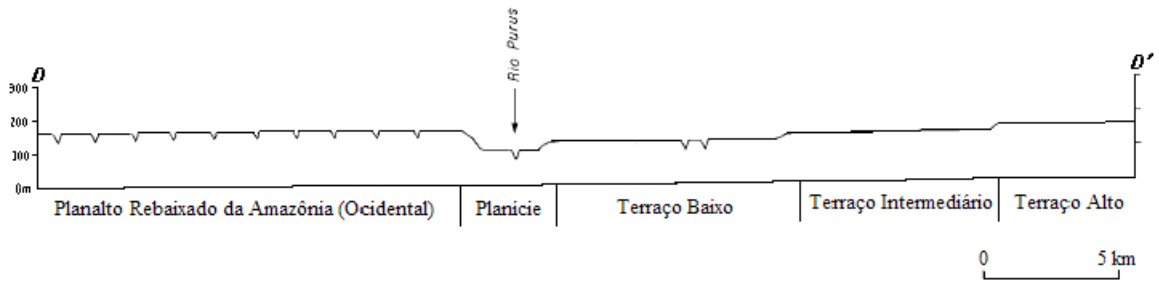 Rio Purus
D
D'
300
200
100
0m
Planalto Rebaixado da Amazônia (Ocidental)
Planície
Terraço Baixo
Terraço Intermediário
Terraço Alto
0
5 km